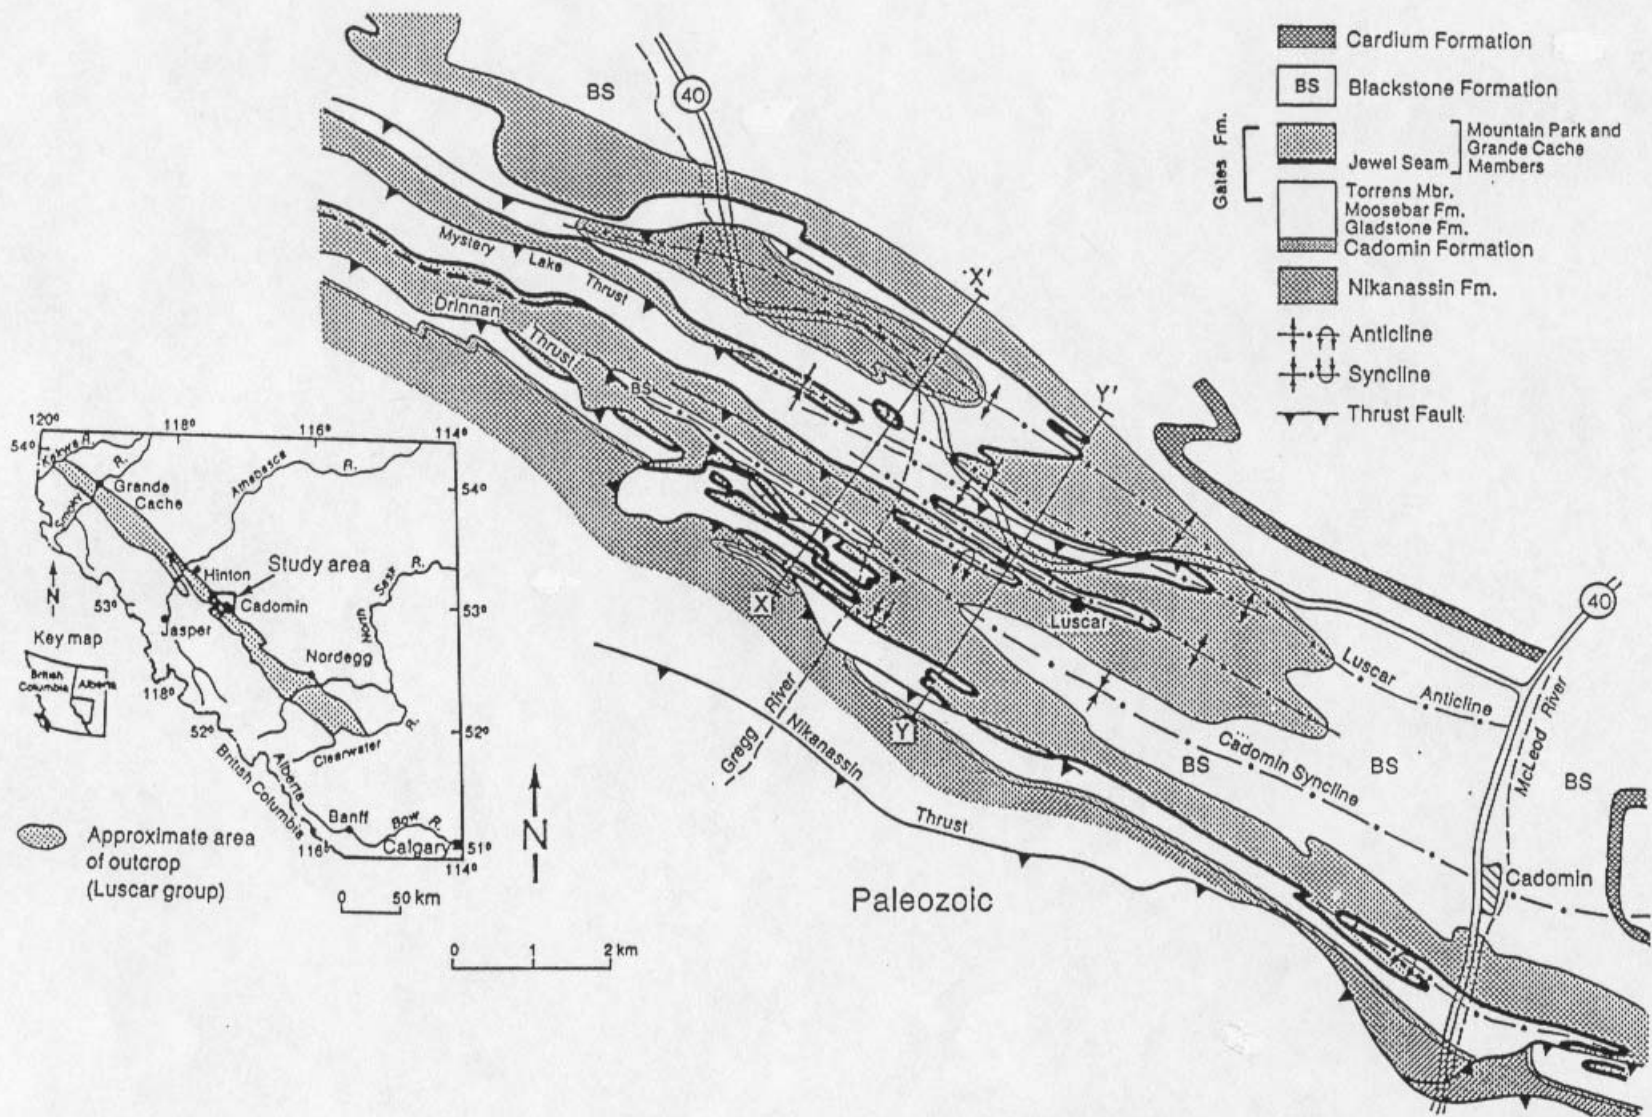 Cardium Formation
BS
Blackstone Formation
Gates Fm.
Jewel Seam
Mountain Park and
Grande Cache
Members
Torrens Mbr.
Moosebar Fm.
Gladstone Fm.
Cadomin Formation
Nikanassin Fm.
Anticline
Syncline
Thrust Fault
BS
40
Mystery Lake Thrust
Drinnan Thrust
BS
X'
Y'
X
Y
Luscar
Gregg River
Nikanassin Thrust
Luscar Anticline
Cadomin Syncline
BS
BS
BS
40
McLeod River
Cadomin
Paleozoic
120°
118°
116°
114°
54°
Kakwa R.
Smoky R.
Grande
Cache
Athabasca R.
54°
Hinton
Study area
Cadomin
Jasper
53°
53°
North Sask R.
Nordegg
N
Key map
British
Columbia
Alberta
118°
52°
52°
Clearwater R.
Alberta
British Columbia
Banff
Bow R.
Calgary
51°
116°
114°
Approximate area
of outcrop
(Luscar group)
0 50 km
N
0 1 2 km